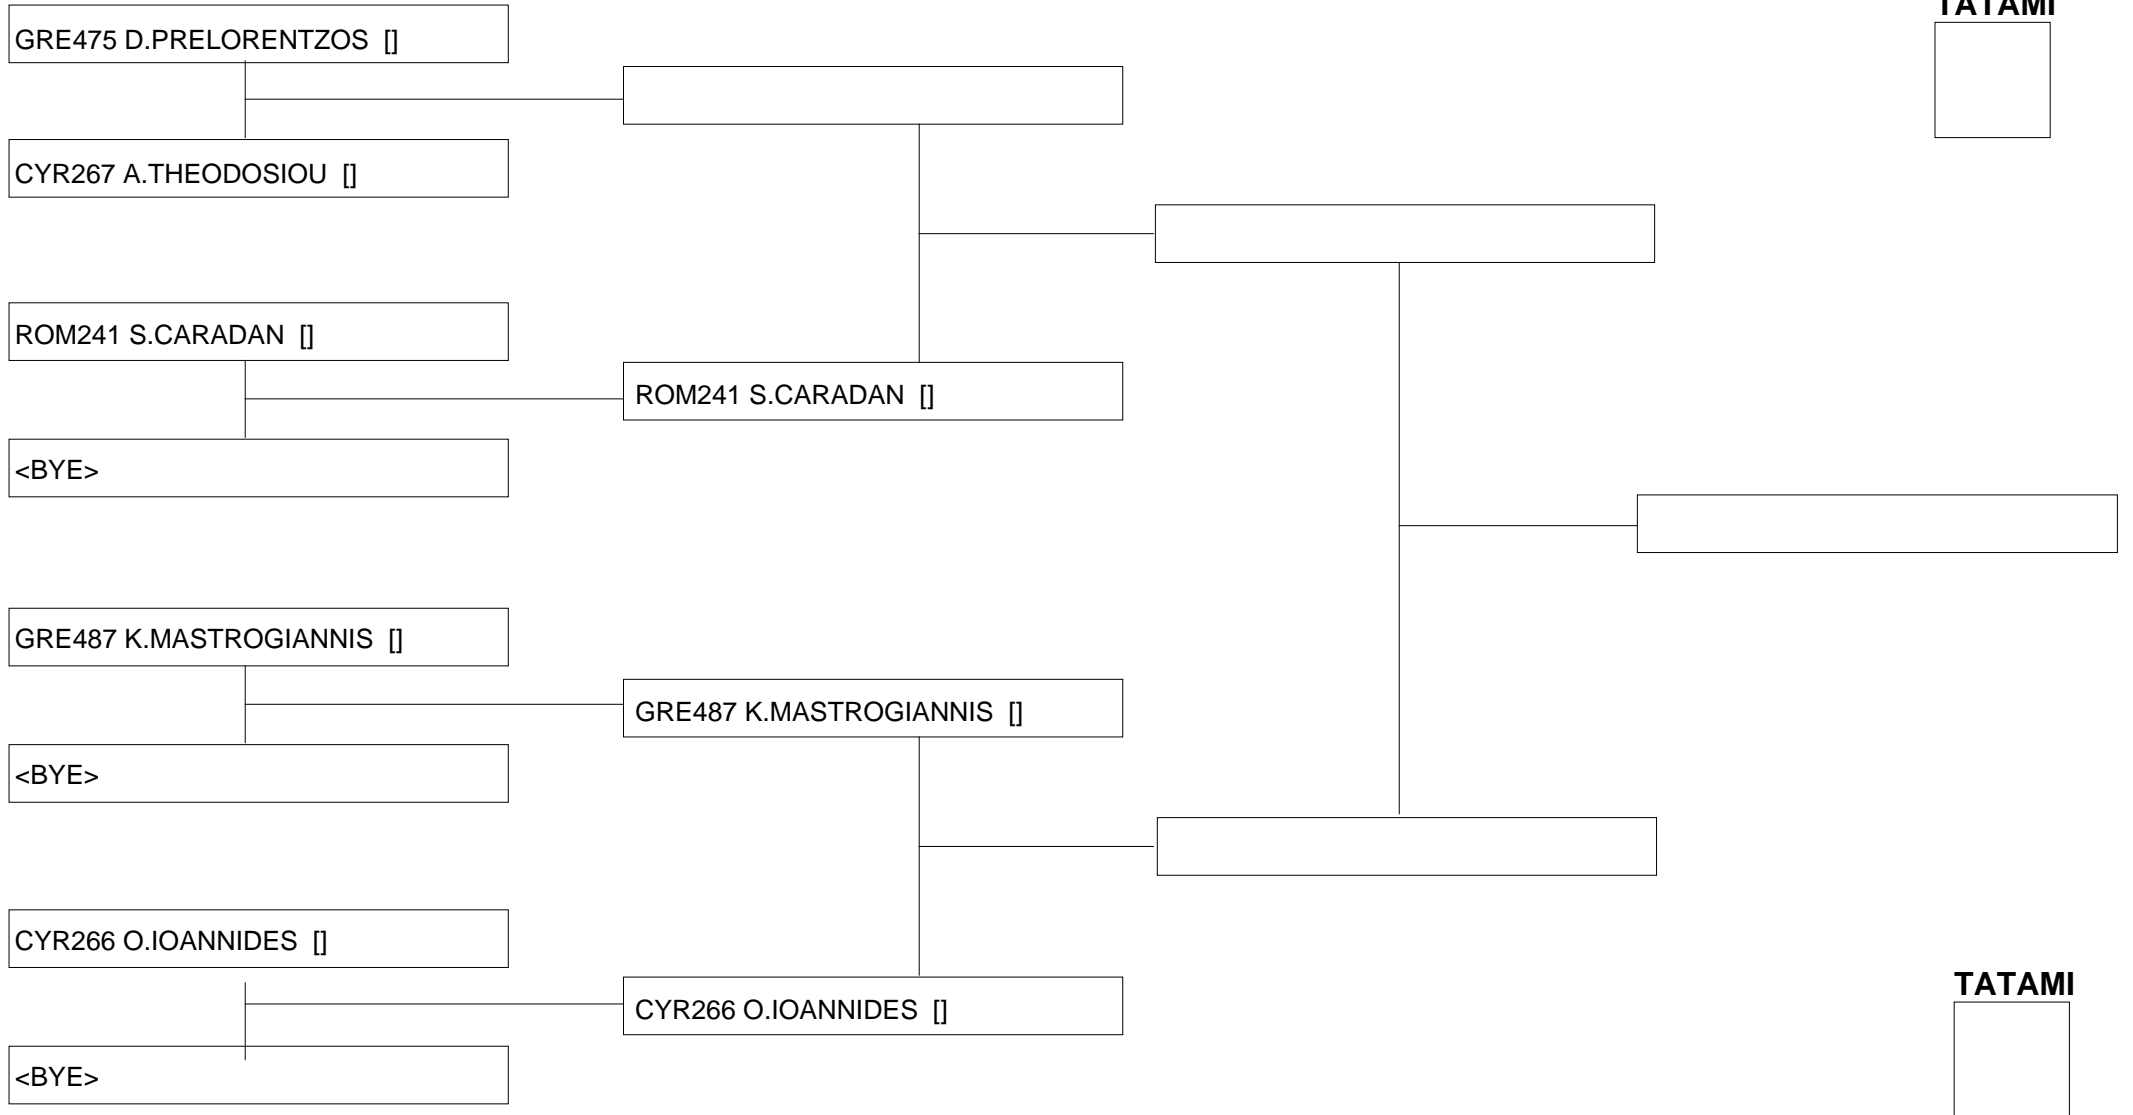 TATAMI
GRE475 D.PRELORENTZOS []
CYR267 A.THEODOSIOU []
ROM241 S.CARADAN []
ROM241 S.CARADAN []
<BYE>
GRE487 K.MASTROGIANNIS []
GRE487 K.MASTROGIANNIS []
<BYE>
CYR266 O.IOANNIDES []
CYR266 O.IOANNIDES []
<BYE>
TATAMI